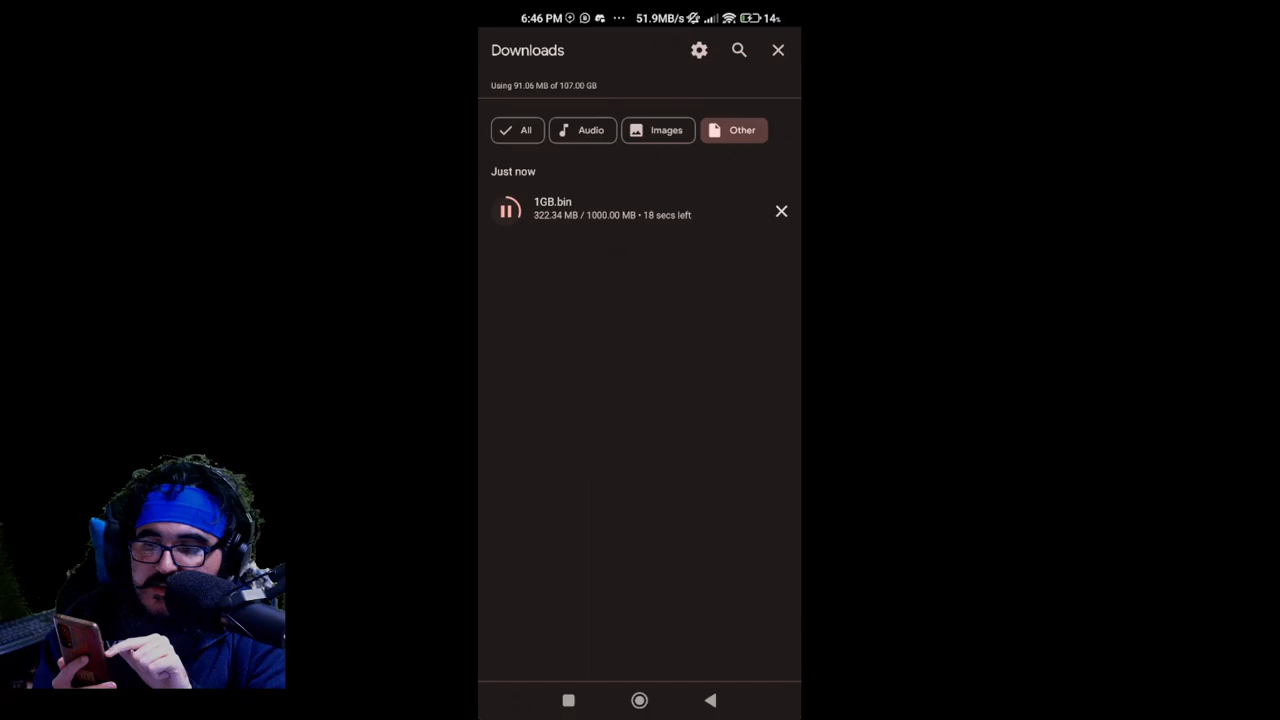 6:46 PM ... 51.9MB/s 14%
Downloads
Using 91.06 MB of 107.00 GB
All Audio Images Other
Just now
1GB.bin
322.34 MB / 1000.00 MB • 18 secs left